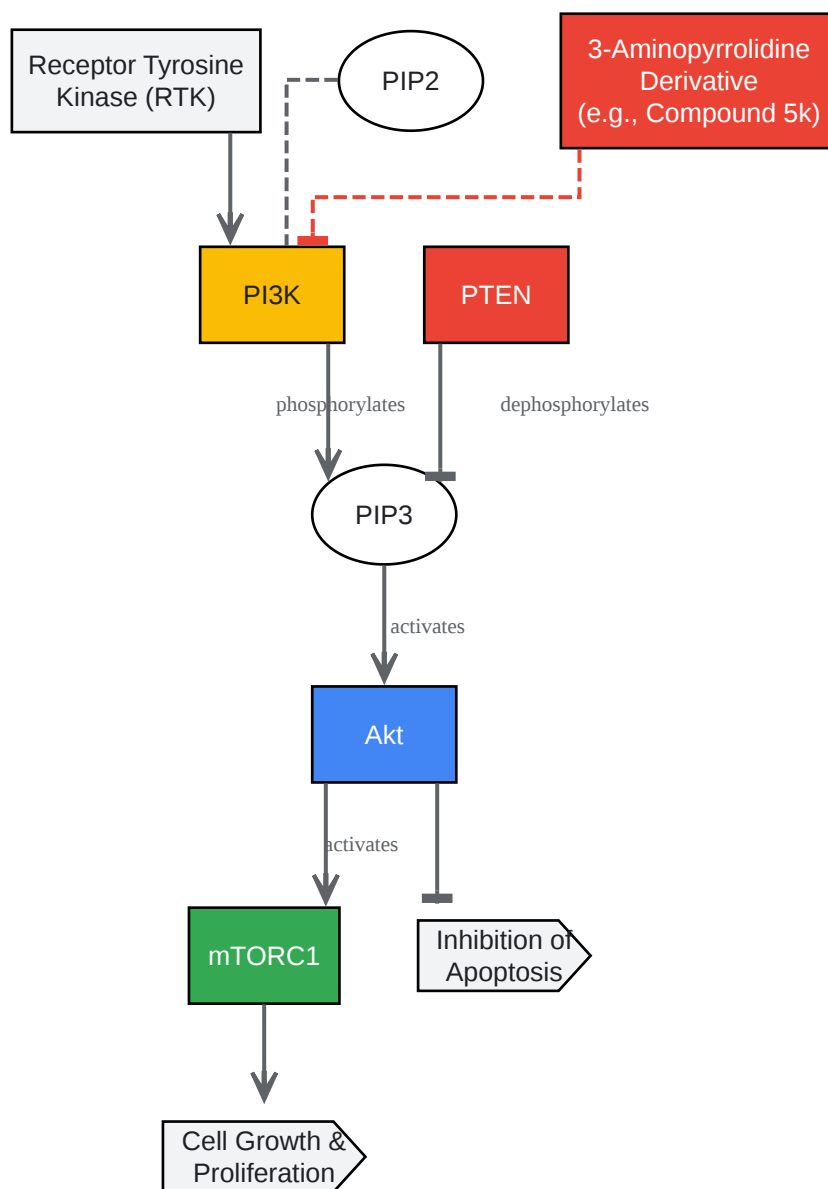 Receptor Tyrosine
Kinase (RTK)
PIP2
3-Aminopyrrolidine
Derivative
(e.g., Compound 5k)
PI3K
PTEN
phosphorylates
dephosphorylates
PIP3
activates
Akt
activates
mTORC1
Inhibition of
Apoptosis
Cell Growth &
Proliferation